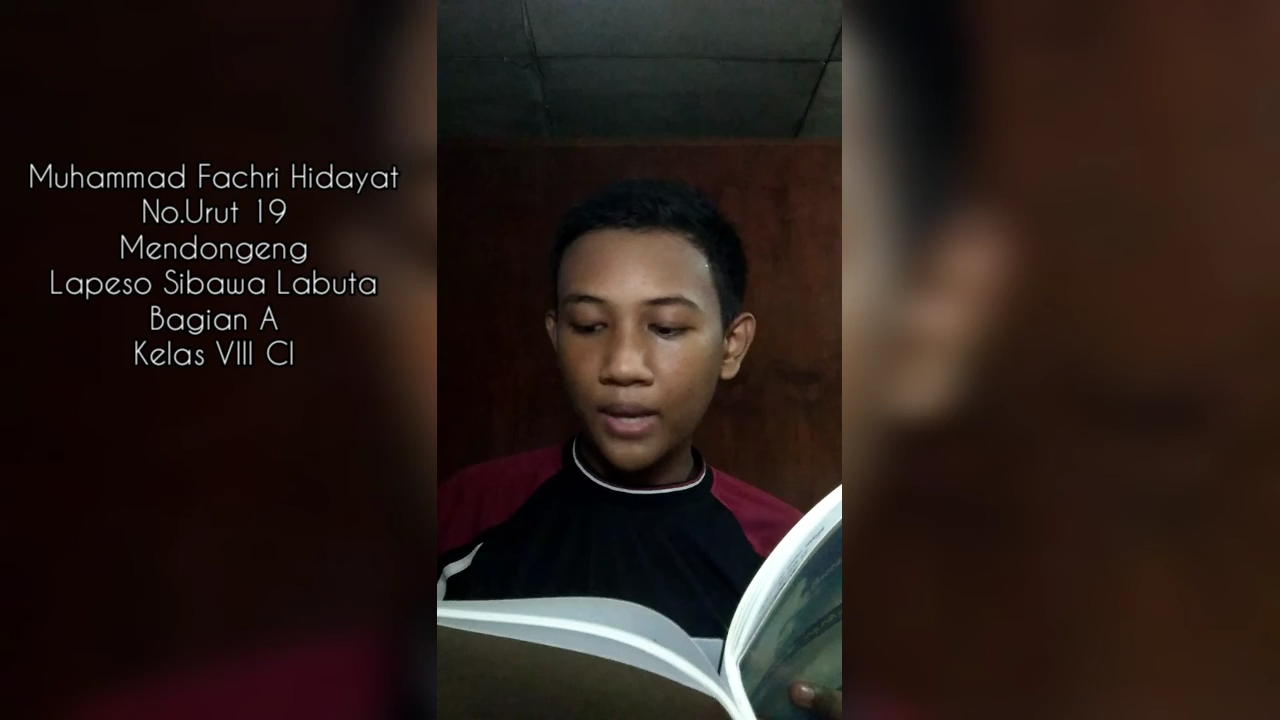 Muhammad Fachri Hidayat
No.Urut 19
Mendongeng
Lapeso Sibawa Labuta
Bagian A
Kelas VIII CI